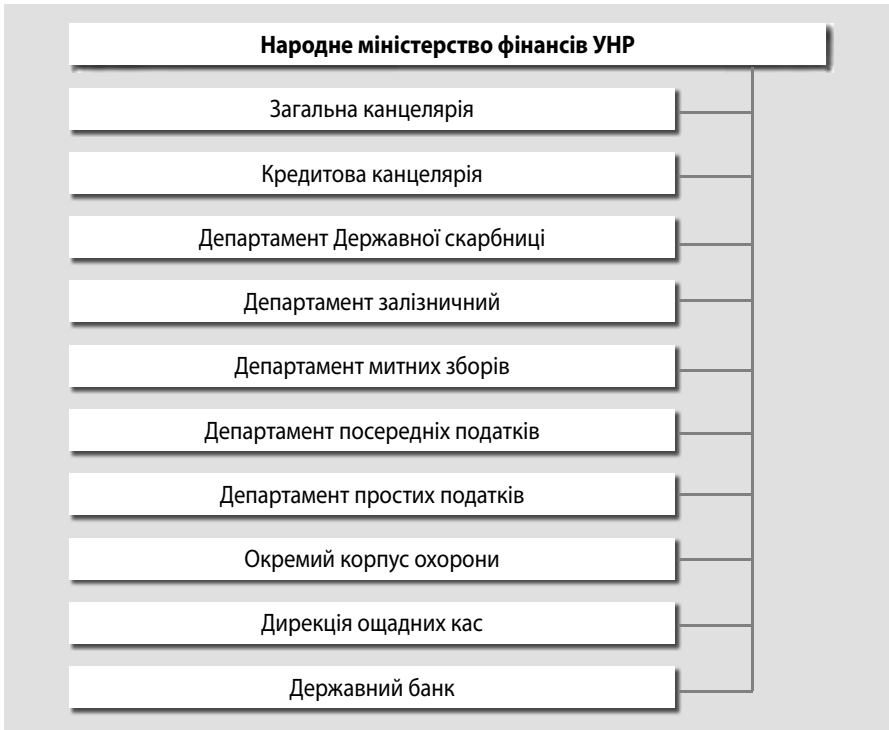 Народне міністерство фінансів УНР
Загальна канцелярія
Кредитова канцелярія
Департамент Державної скарбниці
Департамент залізничний
Департамент митних зборів
Департамент посередніх податків
Департамент простих податків
Окремий корпус охорони
Дирекція ощадних кас
Державний банк